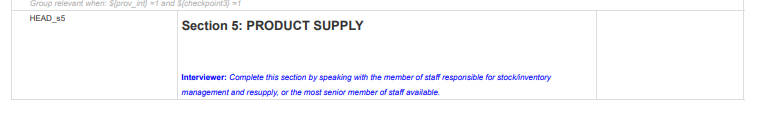 Group relevant when: ${prov_int} =1 and ${checkpoint3} =1
HEAD_s5
Section 5: PRODUCT SUPPLY
Interviewer: Complete this section by speaking with the member of staff responsible for stock/inventory
management and resupply, or the most senior member of staff available.